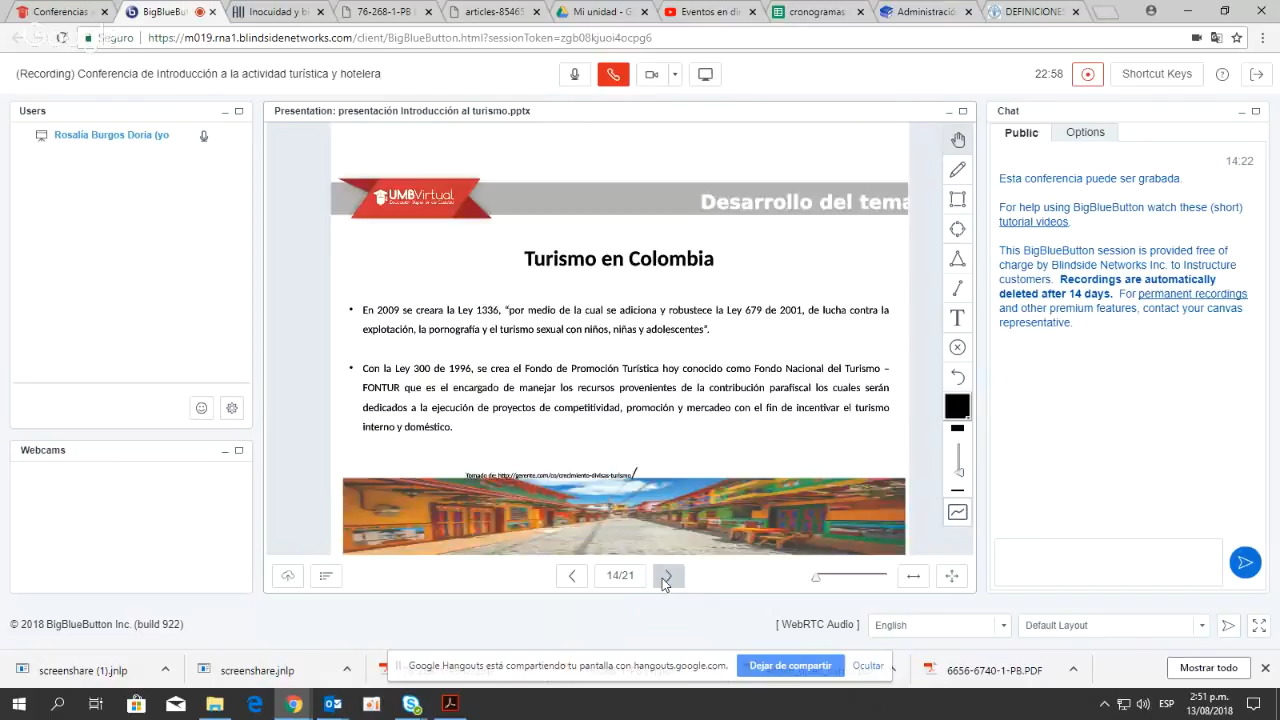 Conferencias
BigBlueBu
Inocuidad y bi
76-268-1-PB
articles-85465
Mi unidad - G
Eventos en di
cronogramas
Administració
DEFINICIONE
https://m019.rna1.blindsidenetworks.com/client/BigBlueButton.html?sessionToken=zgb08kjuoi4ocpg6
(Recording) Conferencia de Introducción a la actividad turística y hotelera
22:58
Shortcut Keys
Users
Rosalía Burgos Doria (yo
Webcams
Presentation: presentación Introducción al turismo.pptx
UMBVirtual
Desarrollo del tema
Turismo en Colombia
• En 2009 se creara la Ley 1336, “por medio de la cual se adiciona y robustece la Ley 679 de 2001, de lucha contra la
explotación, la pornografía y el turismo sexual con niños, niñas y adolescentes”.
• Con la Ley 300 de 1996, se crea el Fondo de Promoción Turística hoy conocido como Fondo Nacional del Turismo –
FONTUR que es el encargado de manejar los recursos provenientes de la contribución parafiscal los cuales serán
dedicados a la ejecución de proyectos de competitividad, promoción y mercadeo con el fin de incentivar el turismo
interno y doméstico.
Tomado de: http://gerente.com/co/crecimiento-divisas-turismo/
14/21
T
Chat
Public
Options
14:22
Esta conferencia puede ser grabada.
For help using BigBlueButton watch these (short)
tutorial videos.
This BigBlueButton session is provided free of
charge by Blindside Networks Inc. to Instructure
customers. Recordings are automatically
deleted after 14 days. For permanent recordings
and other premium features, contact your canvas
representative.
© 2018 BigBlueButton Inc. (build 922)
[ WebRTC Audio ]
English
Default Layout
screenshare (1).jnlp
screenshare.jnlp
Google Hangouts está compartiendo tu pantalla con hangouts.google.com.
Dejar de compartir
Ocultar
6656-6740-1-PB.PDF
Mostrar todo
ESP
2:51 p.m.
13/08/2018